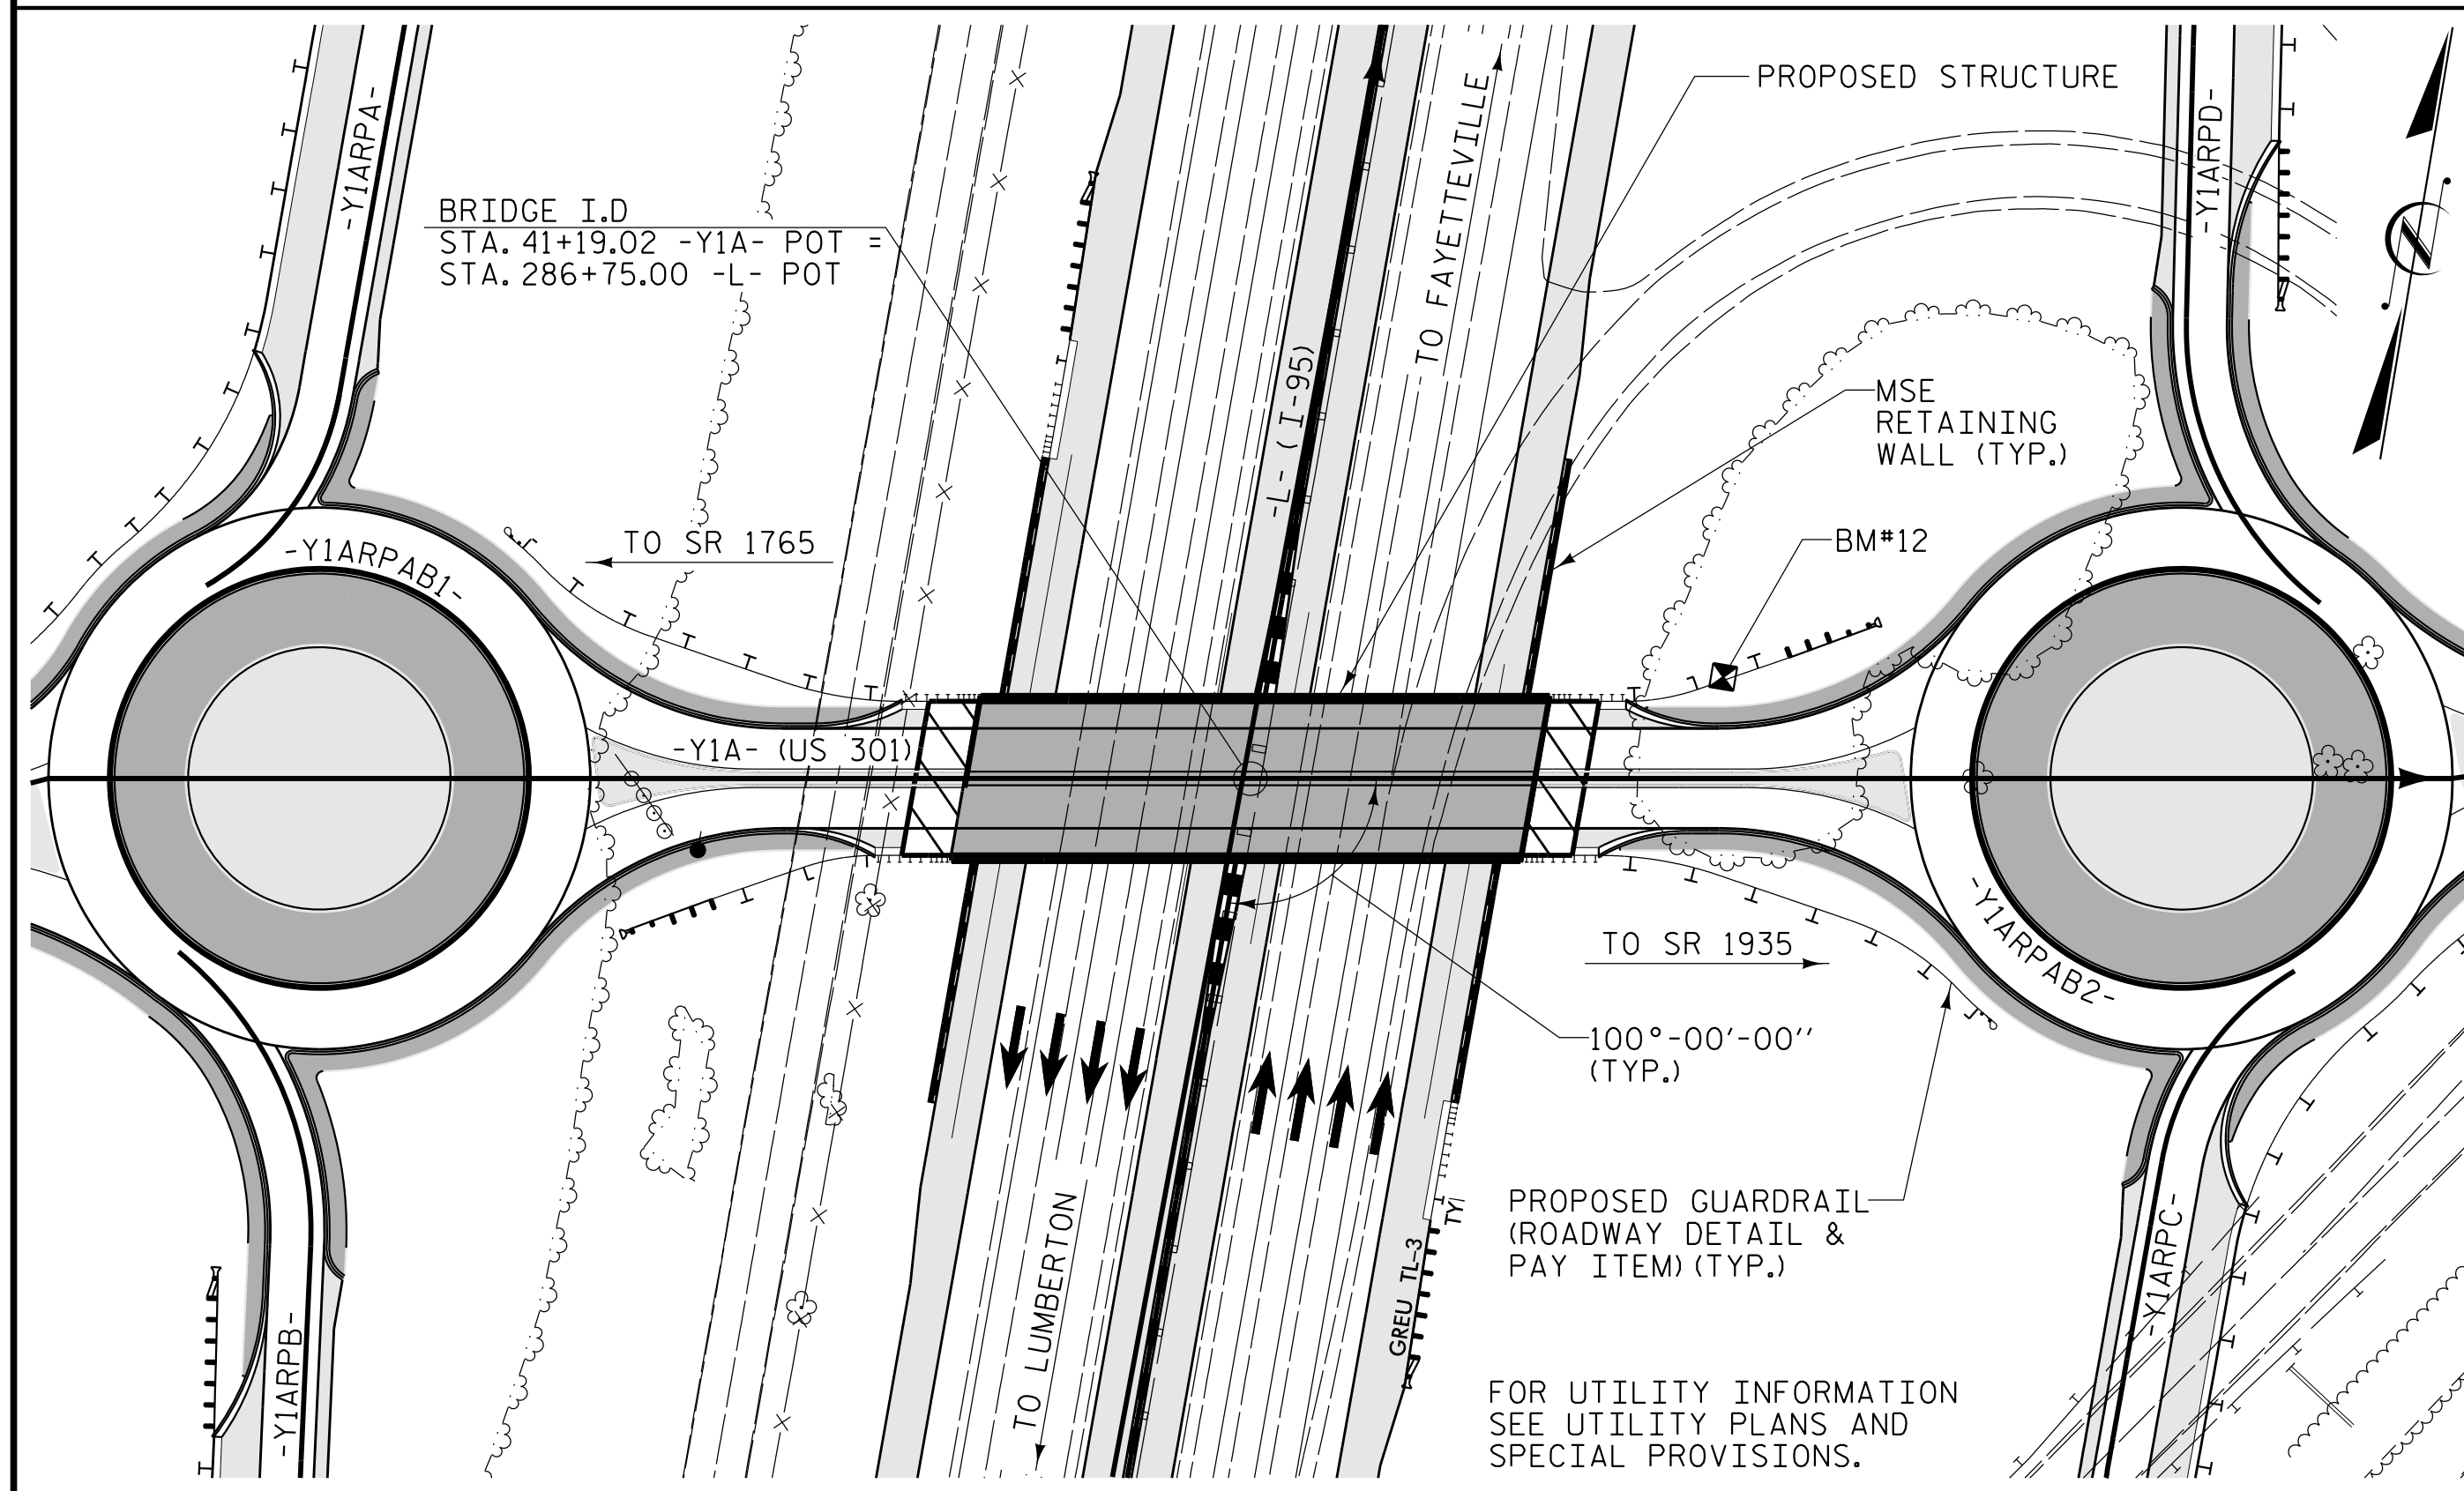 PROPOSED STRUCTURE
-Y1ARPA-
-Y1ARPD-
TO FAYETTEVILLE
BRIDGE I.D
STA. 41+19.02 -Y1A- POT =
STA. 286+75.00 -L- POT
N
-L- (I-95)
MSE
RETAINING
WALL (TYP.)
TO SR 1765
BM#12
-Y1ARPAB1-
-Y1A- (US 301)
-Y1ARPAB2-
TO SR 1935
100°-00'-00''
(TYP.)
PROPOSED GUARDRAIL
(ROADWAY DETAIL &
PAY ITEM) (TYP.)
TO LUMBERTON
GREU TL-3
TY
-Y1ARPB-
-Y1ARPC-
FOR UTILITY INFORMATION
SEE UTILITY PLANS AND
SPECIAL PROVISIONS.